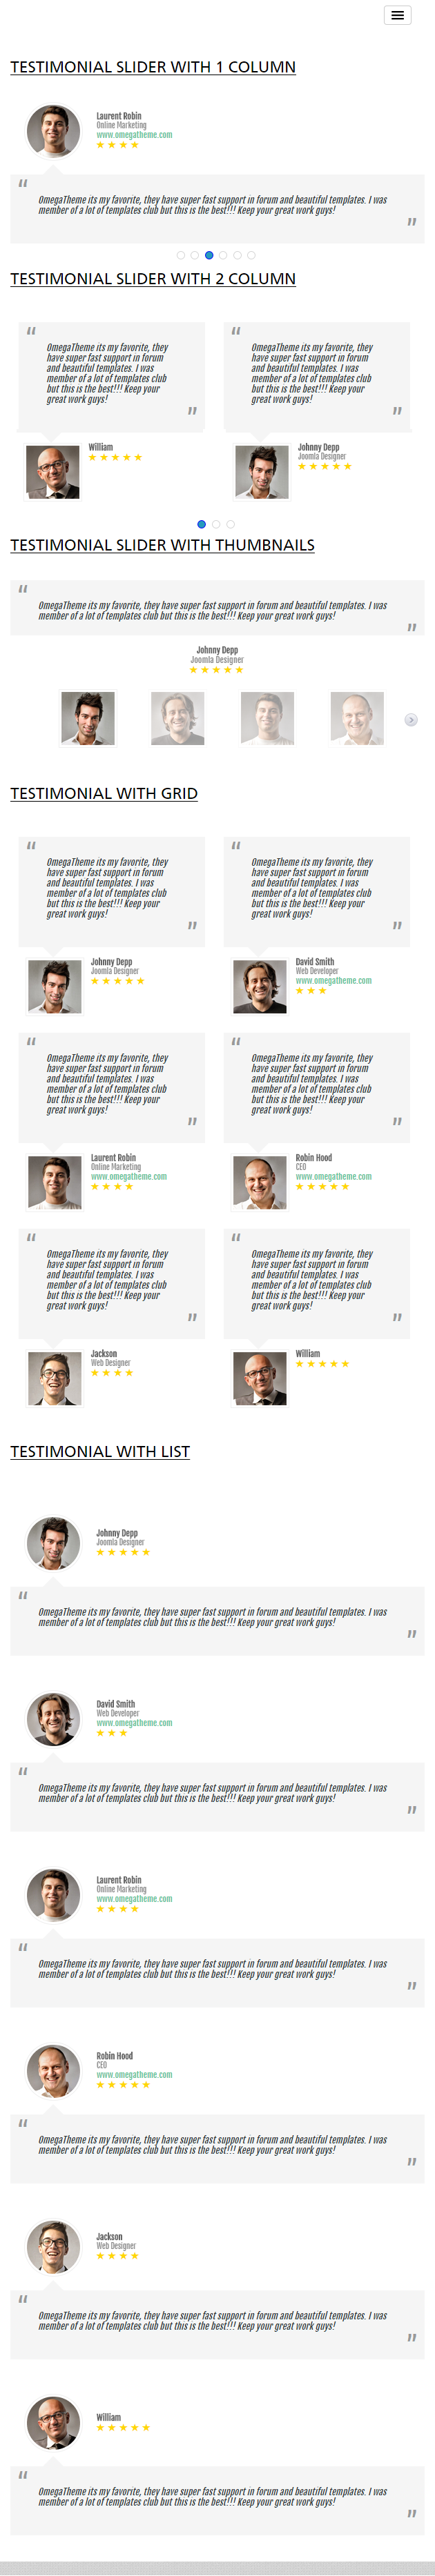 TESTIMONIAL SLIDER WITH 1 COLUMN
Laurent Robin
Online Marketing
www.omegatheme.com
“
OmegaTheme its my favorite, they have super fast support in forum and beautiful templates. I was
member of a lot of templates club but this is the best!!! Keep your great work guys!
”
TESTIMONIAL SLIDER WITH 2 COLUMN
“
OmegaTheme its my favorite, they
have super fast support in forum
and beautiful templates. I was
member of a lot of templates club
but this is the best!!! Keep your
great work guys!
”
William
“
OmegaTheme its my favorite, they
have super fast support in forum
and beautiful templates. I was
member of a lot of templates club
but this is the best!!! Keep your
great work guys!
”
Johnny Depp
Joomla Designer
TESTIMONIAL SLIDER WITH THUMBNAILS
“
OmegaTheme its my favorite, they have super fast support in forum and beautiful templates. I was
member of a lot of templates club but this is the best!!! Keep your great work guys!
”
Johnny Depp
Joomla Designer
TESTIMONIAL WITH GRID
“
OmegaTheme its my favorite, they
have super fast support in forum
and beautiful templates. I was
member of a lot of templates club
but this is the best!!! Keep your
great work guys!
”
Johnny Depp
Joomla Designer
“
OmegaTheme its my favorite, they
have super fast support in forum
and beautiful templates. I was
member of a lot of templates club
but this is the best!!! Keep your
great work guys!
”
David Smith
Web Developer
www.omegatheme.com
“
OmegaTheme its my favorite, they
have super fast support in forum
and beautiful templates. I was
member of a lot of templates club
but this is the best!!! Keep your
great work guys!
”
Laurent Robin
Online Marketing
www.omegatheme.com
“
OmegaTheme its my favorite, they
have super fast support in forum
and beautiful templates. I was
member of a lot of templates club
but this is the best!!! Keep your
great work guys!
”
Robin Hood
CEO
www.omegatheme.com
“
OmegaTheme its my favorite, they
have super fast support in forum
and beautiful templates. I was
member of a lot of templates club
but this is the best!!! Keep your
great work guys!
”
Jackson
Web Designer
“
OmegaTheme its my favorite, they
have super fast support in forum
and beautiful templates. I was
member of a lot of templates club
but this is the best!!! Keep your
great work guys!
”
William
TESTIMONIAL WITH LIST
Johnny Depp
Joomla Designer
“
OmegaTheme its my favorite, they have super fast support in forum and beautiful templates. I was
member of a lot of templates club but this is the best!!! Keep your great work guys!
”
David Smith
Web Developer
www.omegatheme.com
“
OmegaTheme its my favorite, they have super fast support in forum and beautiful templates. I was
member of a lot of templates club but this is the best!!! Keep your great work guys!
”
Laurent Robin
Online Marketing
www.omegatheme.com
“
OmegaTheme its my favorite, they have super fast support in forum and beautiful templates. I was
member of a lot of templates club but this is the best!!! Keep your great work guys!
”
Robin Hood
CEO
www.omegatheme.com
“
OmegaTheme its my favorite, they have super fast support in forum and beautiful templates. I was
member of a lot of templates club but this is the best!!! Keep your great work guys!
”
Jackson
Web Designer
“
OmegaTheme its my favorite, they have super fast support in forum and beautiful templates. I was
member of a lot of templates club but this is the best!!! Keep your great work guys!
”
William
“
OmegaTheme its my favorite, they have super fast support in forum and beautiful templates. I was
member of a lot of templates club but this is the best!!! Keep your great work guys!
”